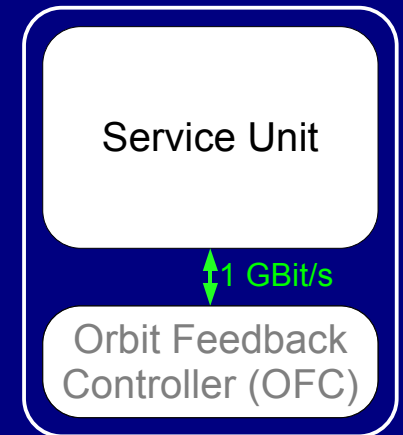 Service Unit
1 GBit/s
Orbit Feedback
Controller (OFC)